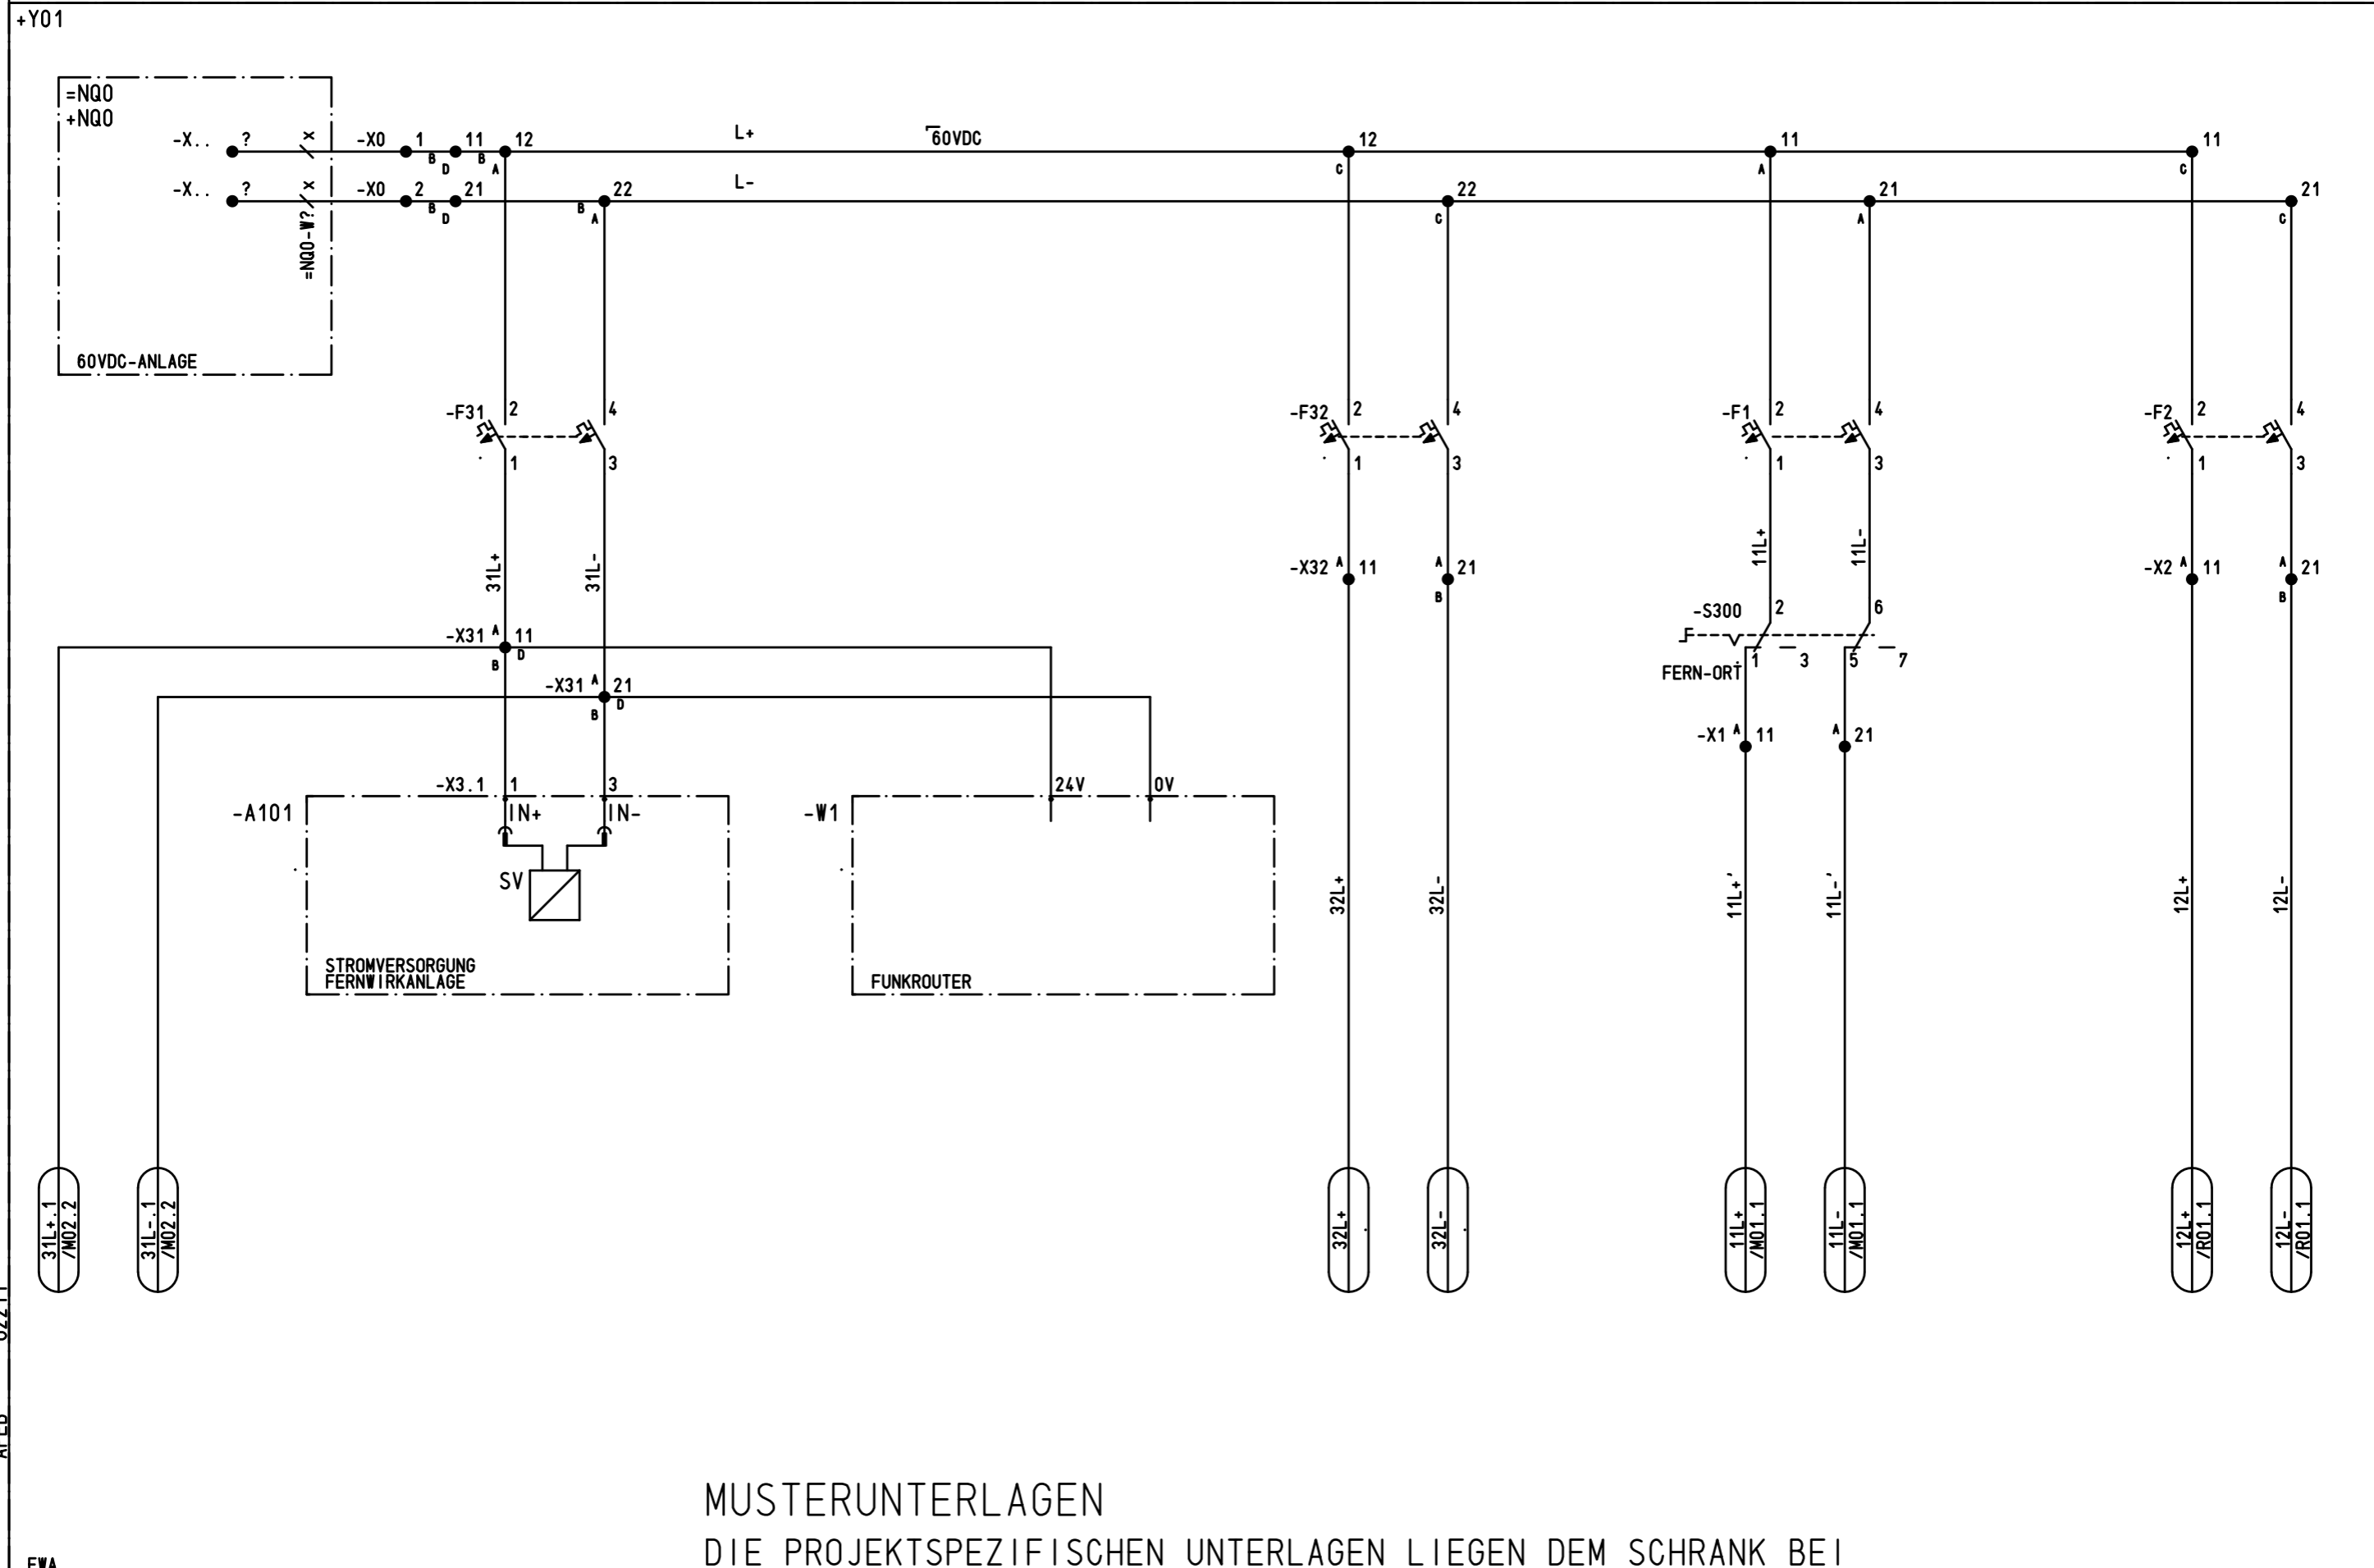 +Y01
=NQ0
+NQ0
-X.. ? x -X0 1 B D 11 B 12 A L+ 60VDC 12 C 11 A 11 C
-X.. ? x -X0 2 B D 21 B 22 A L- 22 C 21 A 21 C
=NQ0-W?
60VDC-ANLAGE
-F31 2 4 -F32 2 4 -F1 2 4 -F2 2 4
1 3 1 3 1 3 1 3
31L+ 31L- 11L+ 11L-
-X32 A 11 A 21 B -X2 A 11 A 21 B
-S300 2 6
1 3 5 7
FERN-ORT
-X31 A 11 B D
-X31 A 21 B D
-X1 A 11 A 21
-X3.1 1 3 24V 0V
-A101 IN+ IN- -W1
SV
32L+ 32L- 11L+' 11L-' 12L+ 12L-
STROMVERSORGUNG
FERNWIRKANLAGE
FUNKROUTER
31L+.1
/M02.2
31L-.1
/M02.2
32L+
32L-
11L+
/M01.1
11L-
/M01.1
12L+
/R01.1
12L-
/R01.1
MUSTERUNTERLAGEN
DIE PROJEKTSPEZIFISCHEN UNTERLAGEN LIEGEN DEM SCHRANK BEI